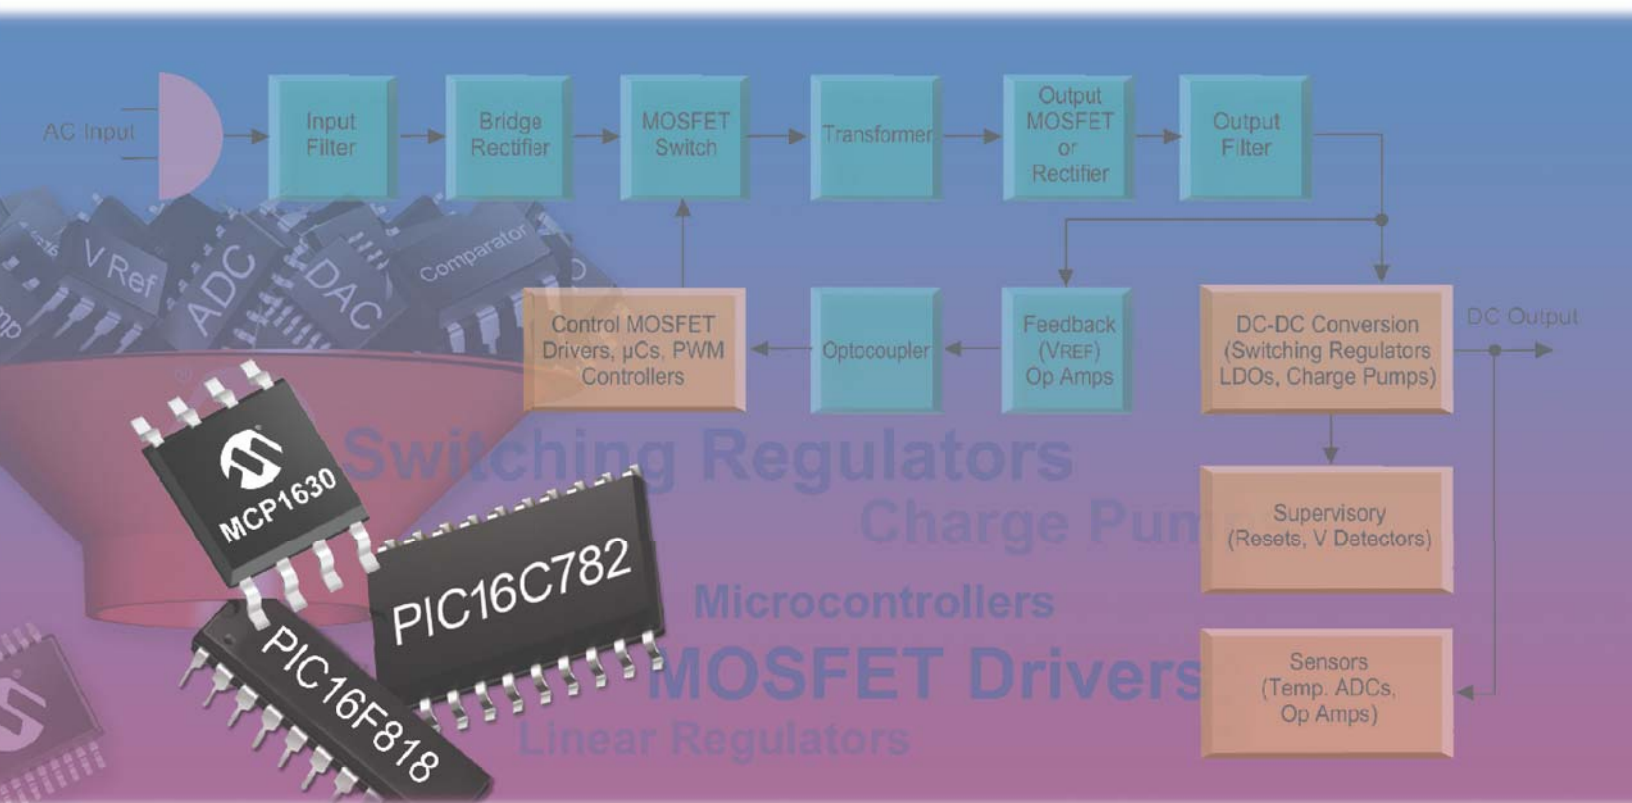 AC Input
Input
Filter
Bridge
Rectifier
MOSFET
Switch
Transformer
Output
MOSFET
or
Rectifier
Output
Filter
V Ref
ADC
DAC
Comparator
Control MOSFET
Drivers, µCs, PWM
Controllers
Optocoupler
Feedback
(VREF)
Op Amps
DC-DC Conversion
(Switching Regulators
LDOs, Charge Pumps)
DC Output
®
Switching Regulators
Charge Pum
MCP1630
PIC16C782
PIC16F818
Supervisory
(Resets, V Detectors)
Microcontrollers
MOSFET Drivers
Linear Regulators
Sensors
(Temp. ADCs,
Op Amps)